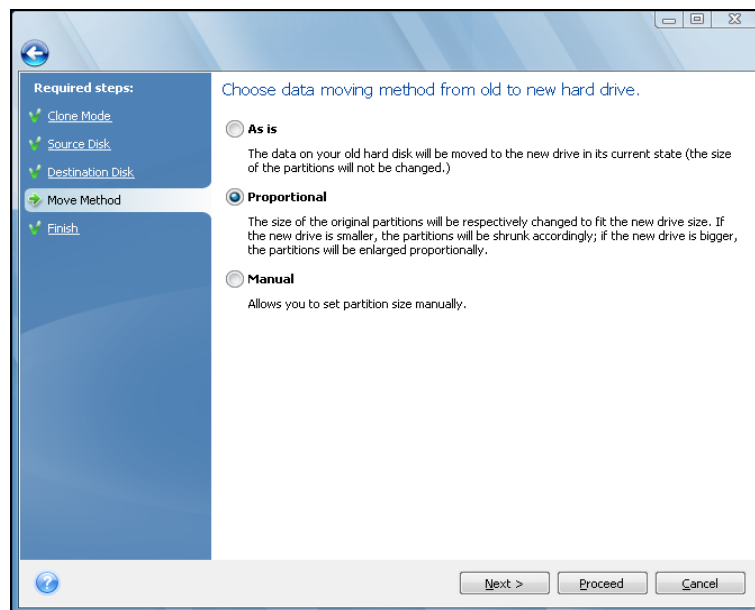 Required steps:
Clone Mode
Source Disk
Destination Disk
Move Method
Finish
Choose data moving method from old to new hard drive.
As is
The data on your old hard disk will be moved to the new drive in its current state (the size
of the partitions will not be changed.)
Proportional
The size of the original partitions will be respectively changed to fit the new drive size. If
the new drive is smaller, the partitions will be shrunk accordingly; if the new drive is bigger,
the partitions will be enlarged proportionally.
Manual
Allows you to set partition size manually.
?
Next >
Proceed
Cancel